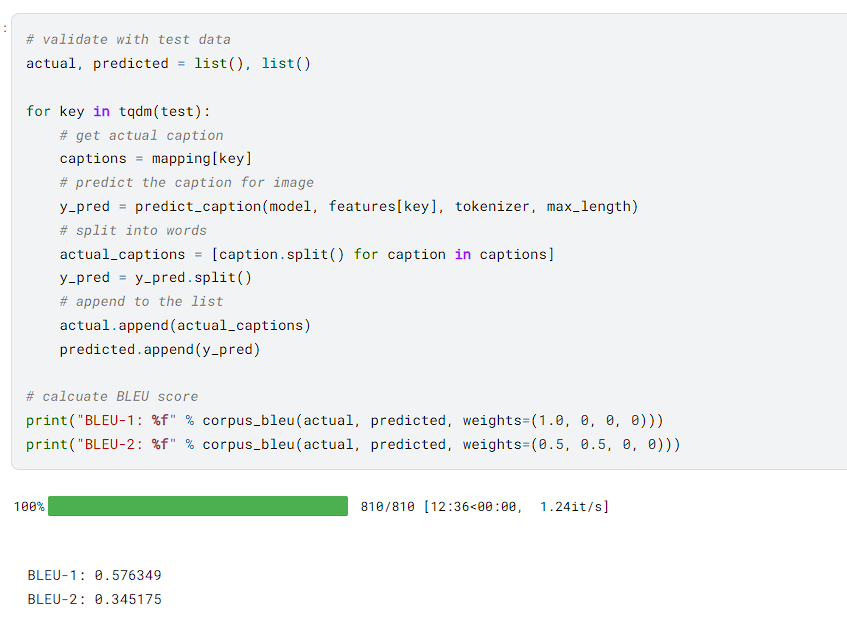 :
# validate with test data
actual, predicted = list(), list()

for key in tqdm(test):
    # get actual caption
    captions = mapping[key]
    # predict the caption for image
    y_pred = predict_caption(model, features[key], tokenizer, max_length)
    # split into words
    actual_captions = [caption.split() for caption in captions]
    y_pred = y_pred.split()
    # append to the list
    actual.append(actual_captions)
    predicted.append(y_pred)

# calcuate BLEU score
print("BLEU-1: %f" % corpus_bleu(actual, predicted, weights=(1.0, 0, 0, 0)))
print("BLEU-2: %f" % corpus_bleu(actual, predicted, weights=(0.5, 0.5, 0, 0)))
100% 810/810 [12:36<00:00, 1.24it/s]
BLEU-1: 0.576349
BLEU-2: 0.345175